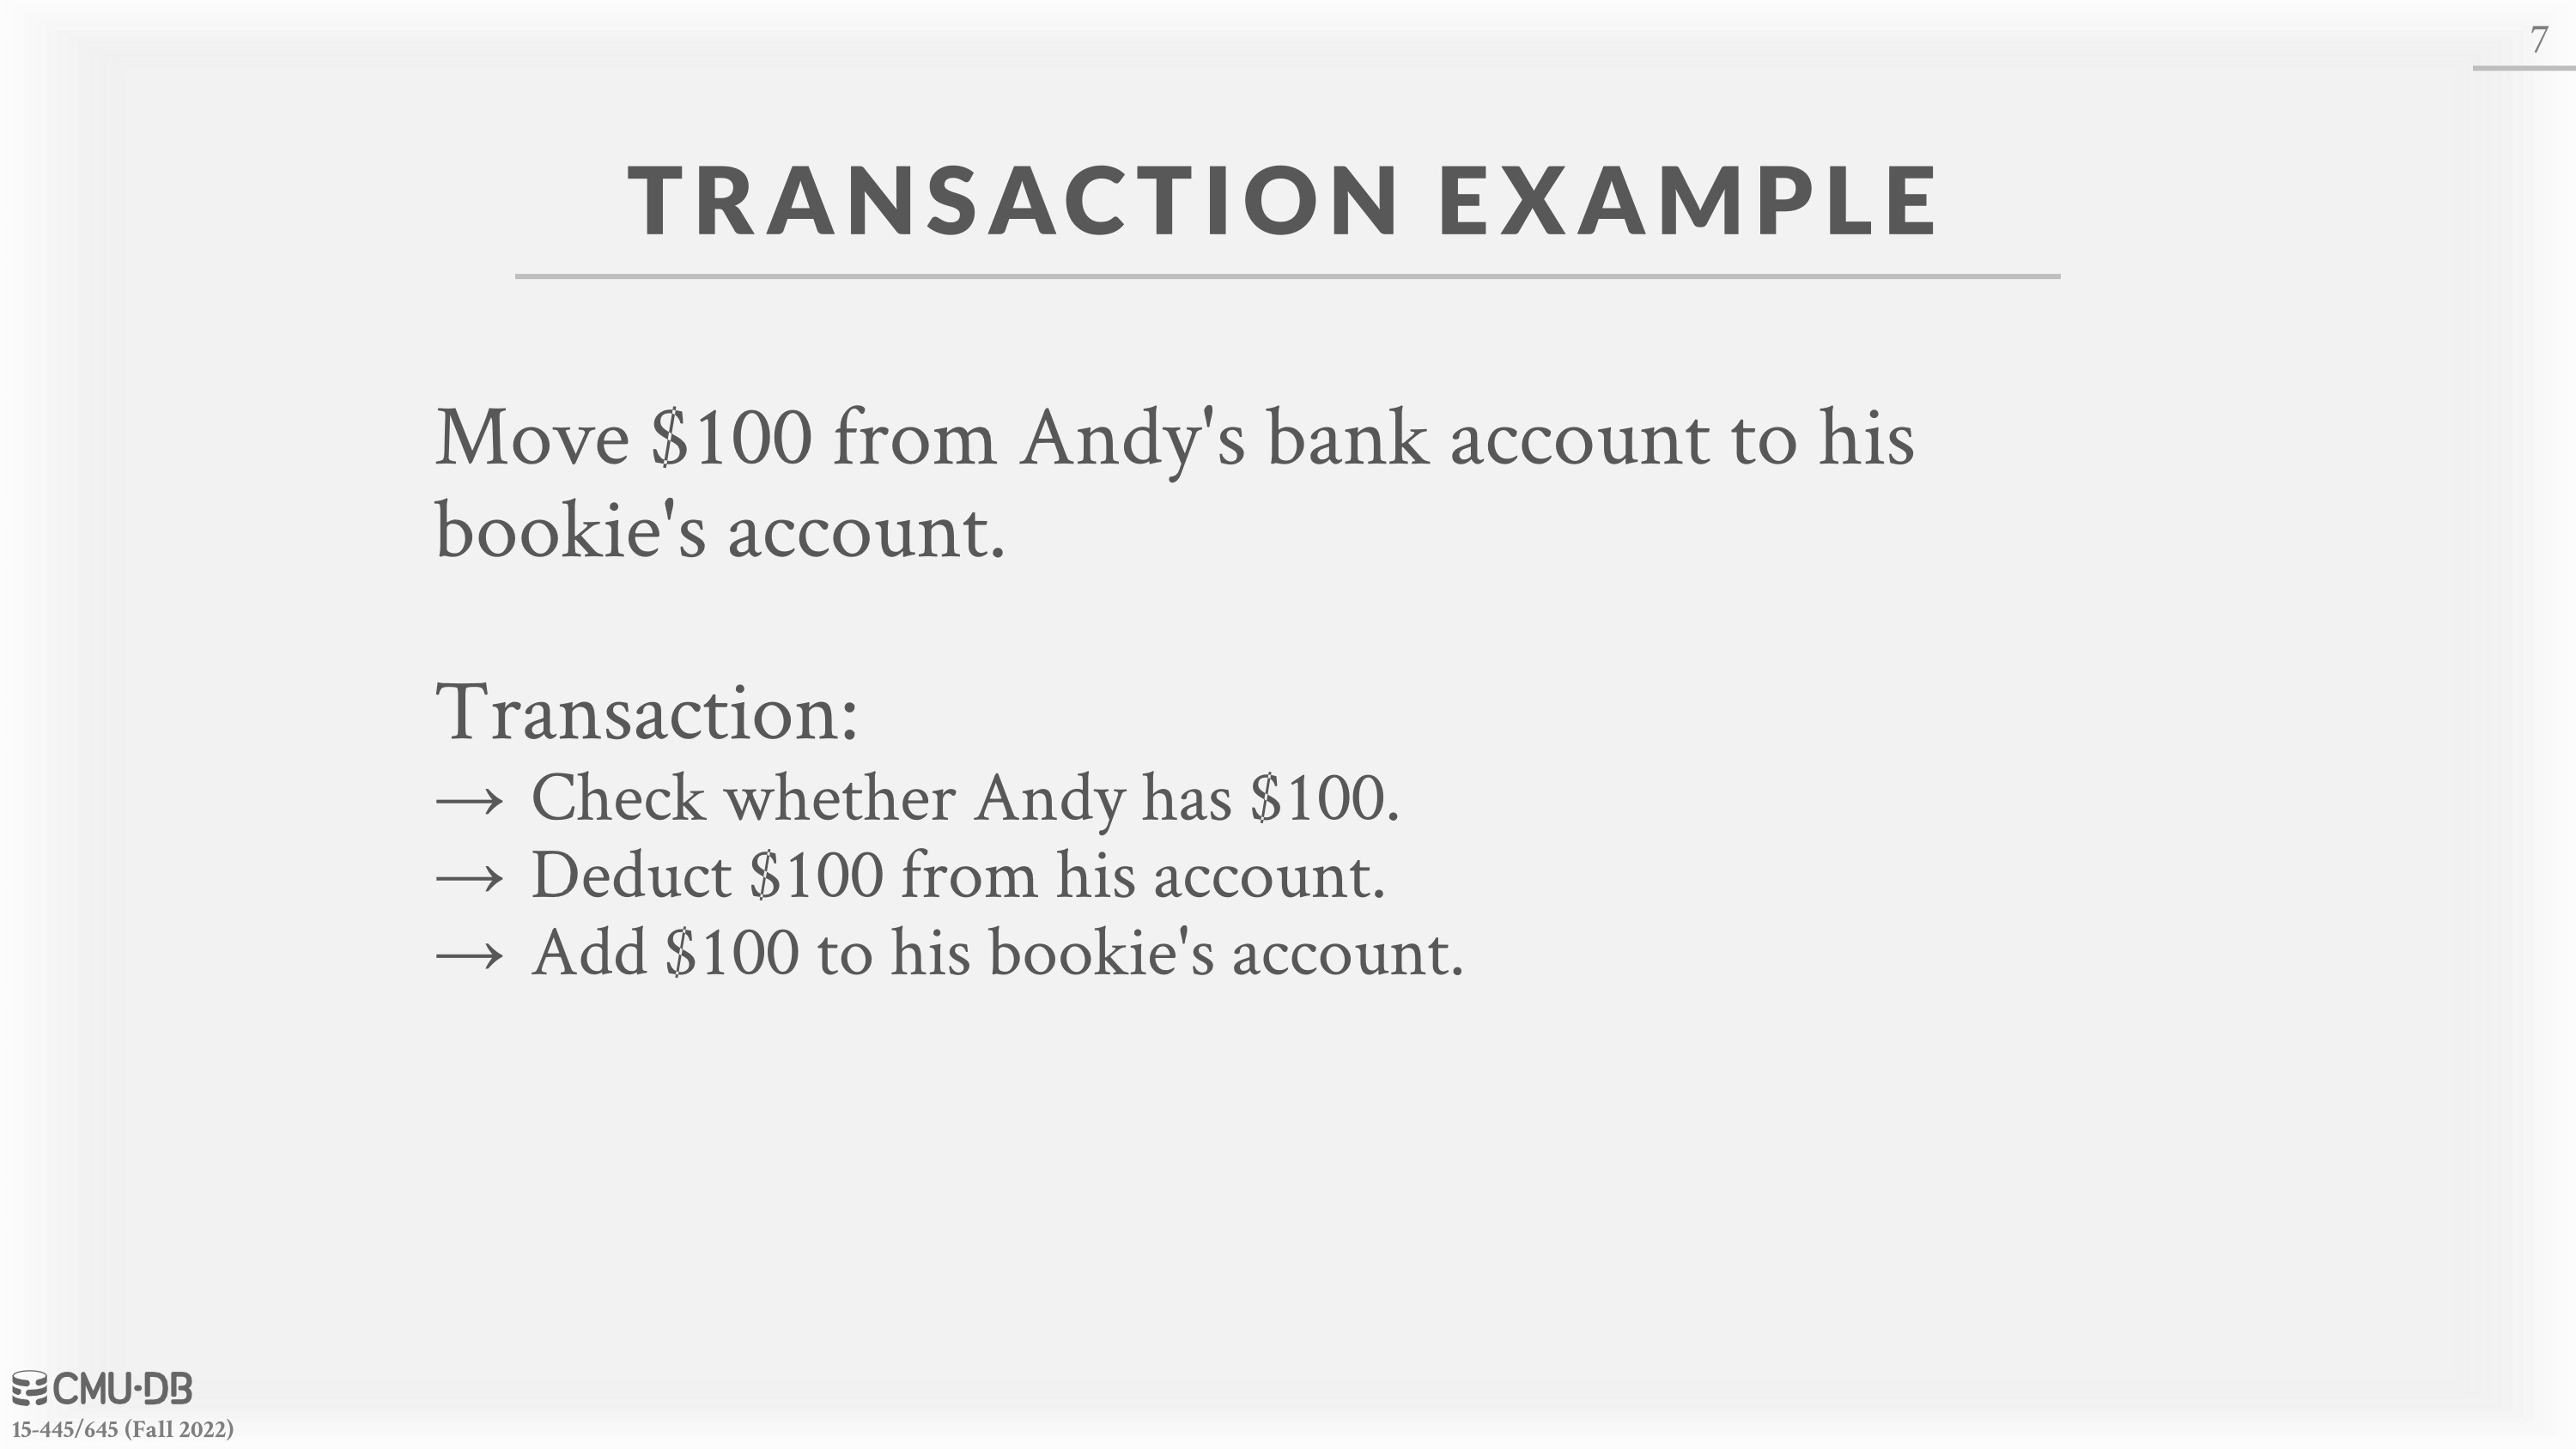 7
TRANSACTION EXAMPLE
Move $100 from Andy's bank account to his
bookie's account.
Transaction:
→ Check whether Andy has $100.
→ Deduct $100 from his account.
→ Add $100 to his bookie's account.
CMU·DB
15-445/645 (Fall 2022)